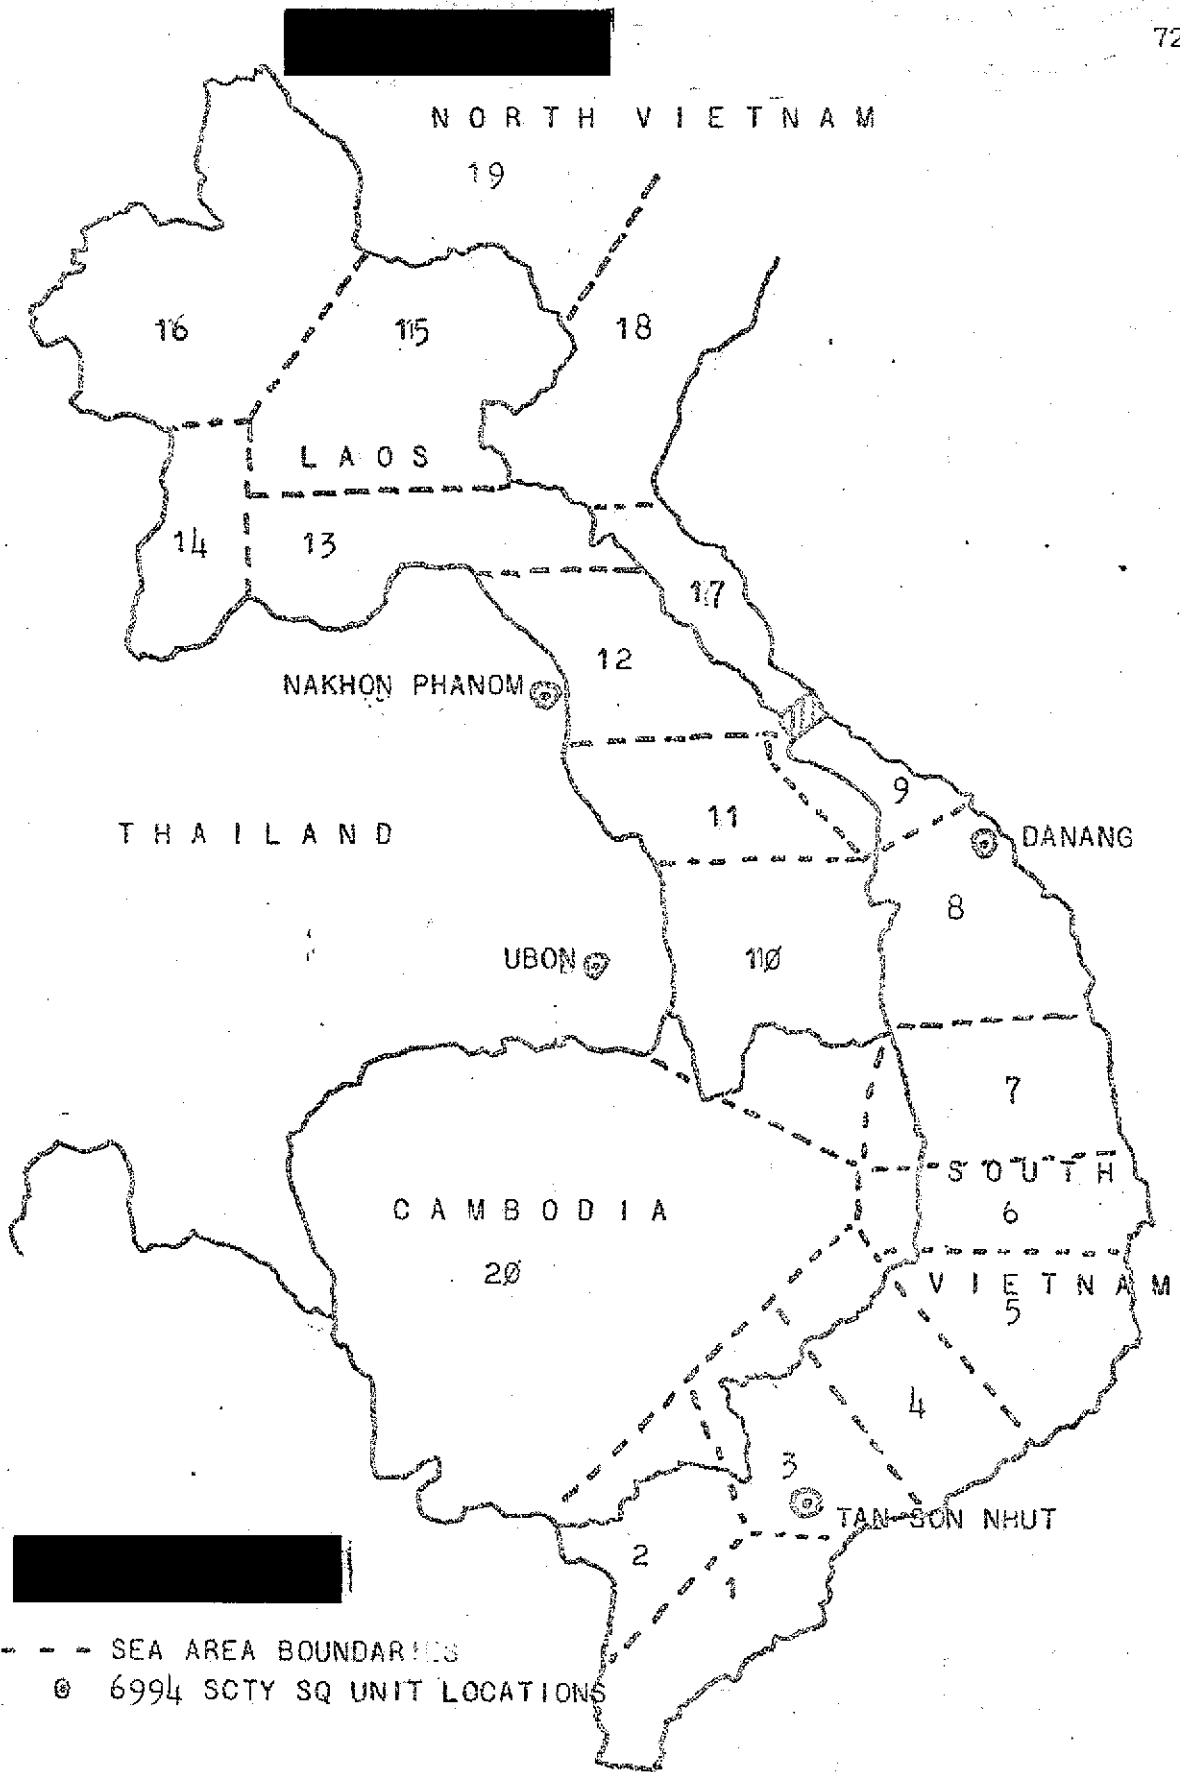 72
NORTH VIETNAM
19
16
15
18
LAOS
14
13
17
12
NAKHON PHANOM
9
11
THAILAND
DANANG
8
UBON
10
7
SOUTH
CAMBODIA
6
20
VIETNAM
5
4
3
TAN SON NHUT
2
1
--- SEA AREA BOUNDARIES
6994 SCTY SQ UNIT LOCATIONS